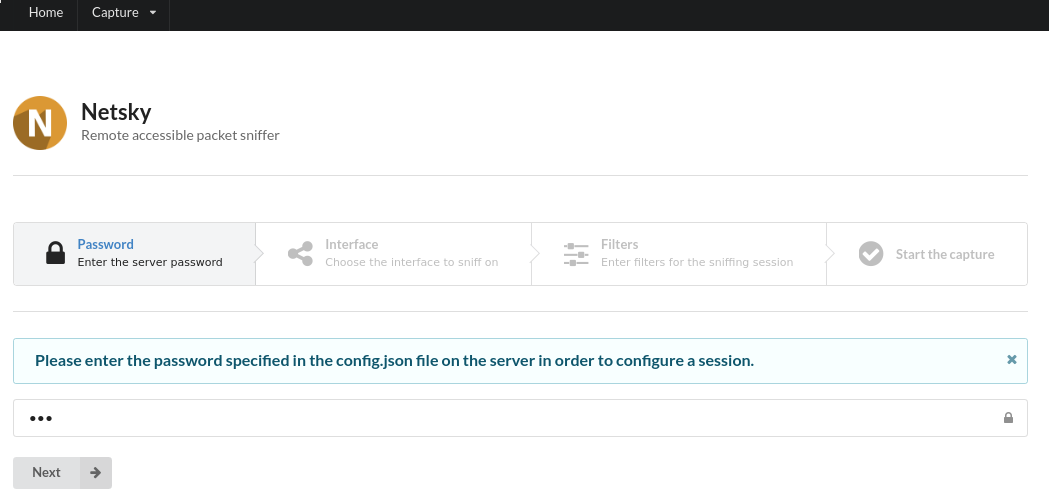 Home Capture
N
Netsky
Remote accessible packet sniffer
Password
Enter the server password
Interface
Choose the interface to sniff on
Filters
Enter filters for the sniffing session
Start the capture
Please enter the password specified in the config.json file on the server in order to configure a session.
•••
Next